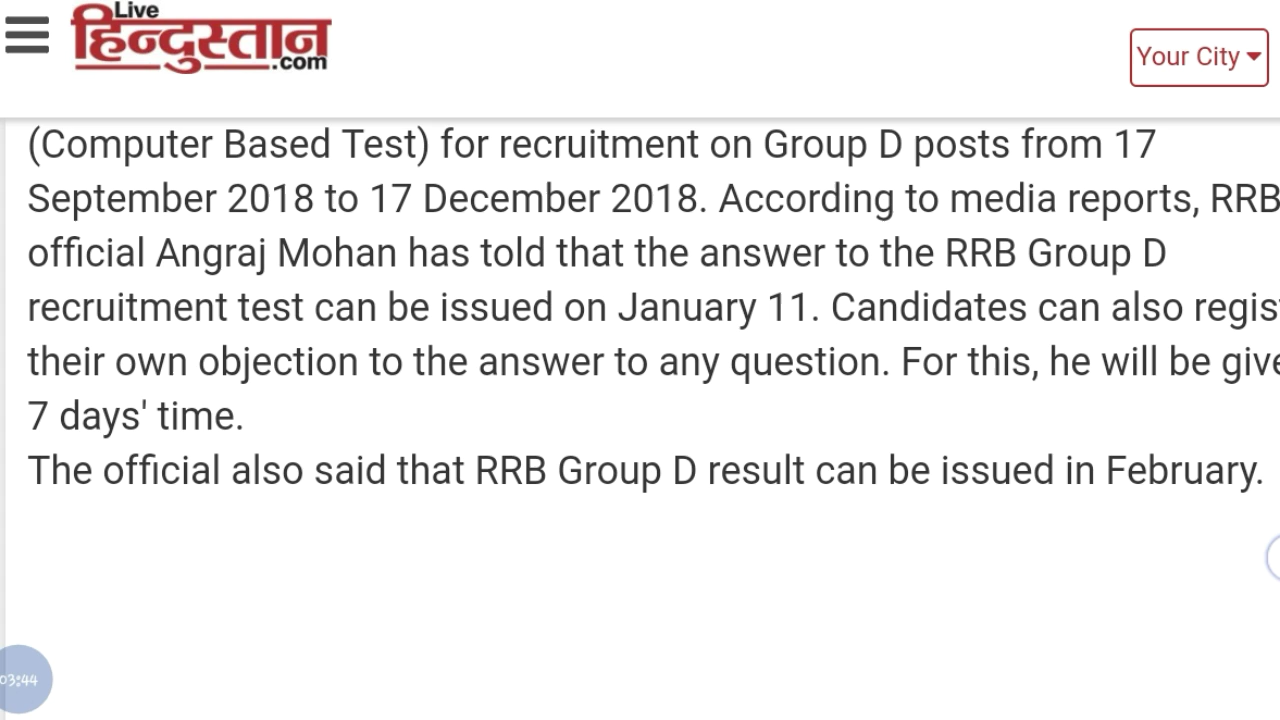 Live
हिन्दुस्तान
.com
Your City
(Computer Based Test) for recruitment on Group D posts from 17
September 2018 to 17 December 2018. According to media reports, RRB
official Angraj Mohan has told that the answer to the RRB Group D
recruitment test can be issued on January 11. Candidates can also regis
their own objection to the answer to any question. For this, he will be give
7 days' time.
The official also said that RRB Group D result can be issued in February.
03:44